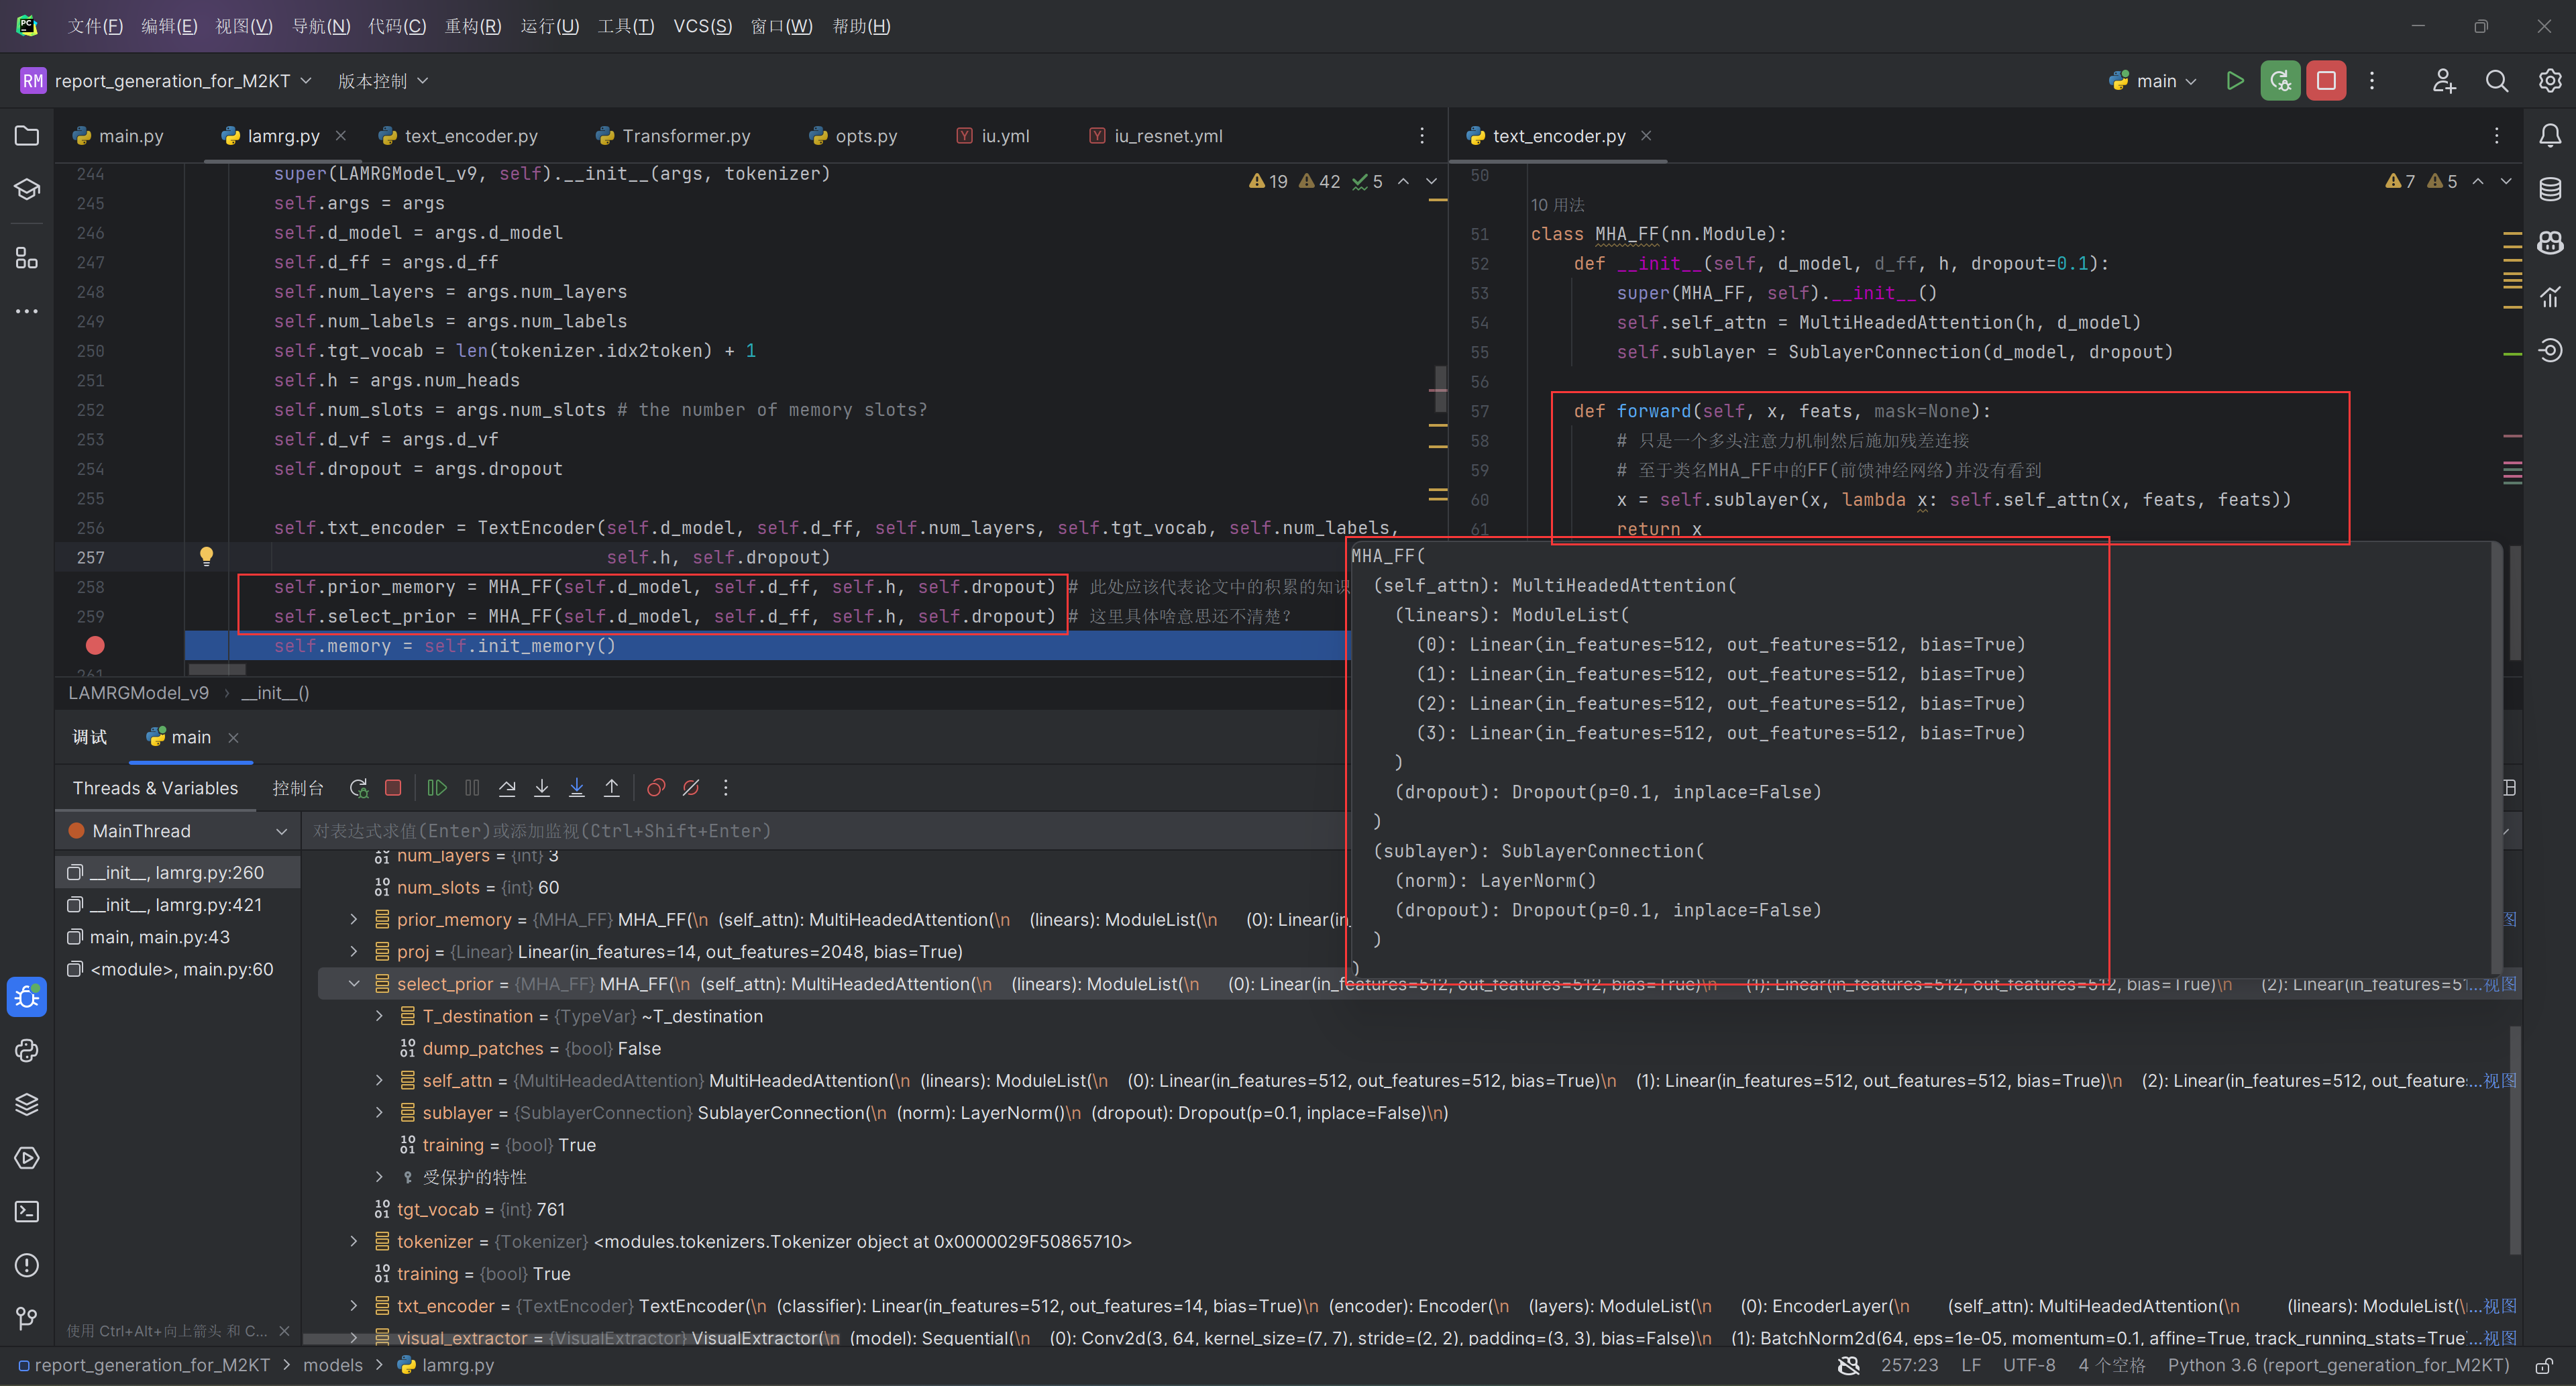 文件(F) 编辑(E) 视图(V) 导航(N) 代码(C) 重构(R) 运行(U) 工具(T) VCS(S) 窗口(W) 帮助(H)
RM report_generation_for_M2KT 版本控制 main
main.py lamrg.py text_encoder.py Transformer.py opts.py iu.yml iu_resnet.yml
244 super(LAMRGModel_v9, self).__init__(args, tokenizer)
19 42 5
245 self.args = args
246 self.d_model = args.d_model
247 self.d_ff = args.d_ff
248 self.num_layers = args.num_layers
249 self.num_labels = args.num_labels
250 self.tgt_vocab = len(tokenizer.idx2token) + 1
251 self.h = args.num_heads
252 self.num_slots = args.num_slots # the number of memory slots?
253 self.d_vf = args.d_vf
254 self.dropout = args.dropout
255
256 self.txt_encoder = TextEncoder(self.d_model, self.d_ff, self.num_layers, self.tgt_vocab, self.num_labels,
257 self.h, self.dropout)
258 self.prior_memory = MHA_FF(self.d_model, self.d_ff, self.h, self.dropout) # 此处应该代表论文中的积累的知识
259 self.select_prior = MHA_FF(self.d_model, self.d_ff, self.h, self.dropout) # 这里具体啥意思还不清楚？
self.memory = self.init_memory()
261
LAMRGModel_v9 › __init__()
text_encoder.py
50
7 5
10 用法
51 class MHA_FF(nn.Module):
52 def __init__(self, d_model, d_ff, h, dropout=0.1):
53 super(MHA_FF, self).__init__()
54 self.self_attn = MultiHeadedAttention(h, d_model)
55 self.sublayer = SublayerConnection(d_model, dropout)
56
57 def forward(self, x, feats, mask=None):
58 # 只是一个多头注意力机制然后施加残差连接
59 # 至于类名MHA_FF中的FF(前馈神经网络)并没有看到
60 x = self.sublayer(x, lambda x: self.self_attn(x, feats, feats))
61 return x
MHA_FF(
(self_attn): MultiHeadedAttention(
(linears): ModuleList(
(0): Linear(in_features=512, out_features=512, bias=True)
(1): Linear(in_features=512, out_features=512, bias=True)
(2): Linear(in_features=512, out_features=512, bias=True)
(3): Linear(in_features=512, out_features=512, bias=True)
)
(dropout): Dropout(p=0.1, inplace=False)
)
(sublayer): SublayerConnection(
(norm): LayerNorm()
(dropout): Dropout(p=0.1, inplace=False)
)
)
调试 main
Threads & Variables 控制台
MainThread
对表达式求值(Enter)或添加监视(Ctrl+Shift+Enter)
__init__, lamrg.py:260
__init__, lamrg.py:421
main, main.py:43
<module>, main.py:60
num_layers = {int} 3
num_slots = {int} 60
prior_memory = {MHA_FF} MHA_FF(\n (self_attn): MultiHeadedAttention(\n (linears): ModuleList(\n (0): Linear(in_ 图
proj = {Linear} Linear(in_features=14, out_features=2048, bias=True)
select_prior = {MHA_FF} MHA_FF(\n (self_attn): MultiHeadedAttention(\n (linears): ModuleList(\n (0): Linear(in_features=512, out_features=512, bias=True)\n (1): Linear(in_features=512, out_features=512, bias=True)\n (2): Linear(in_features=51...视图
T_destination = {TypeVar} ~T_destination
dump_patches = {bool} False
self_attn = {MultiHeadedAttention} MultiHeadedAttention(\n (linears): ModuleList(\n (0): Linear(in_features=512, out_features=512, bias=True)\n (1): Linear(in_features=512, out_features=512, bias=True)\n (2): Linear(in_features=512, out_feature:...视图
sublayer = {SublayerConnection} SublayerConnection(\n (norm): LayerNorm()\n (dropout): Dropout(p=0.1, inplace=False)\n)
training = {bool} True
受保护的特性
tgt_vocab = {int} 761
tokenizer = {Tokenizer} <modules.tokenizers.Tokenizer object at 0x0000029F50865710>
training = {bool} True
txt_encoder = {TextEncoder} TextEncoder(\n (classifier): Linear(in_features=512, out_features=14, bias=True)\n (encoder): Encoder(\n (layers): ModuleList(\n (0): EncoderLayer(\n (self_attn): MultiHeadedAttention(\n (linears): ModuleList(\...视图
visual_extractor = {VisualExtractor} VisualExtractor(\n (model): Sequential(\n (0): Conv2d(3, 64, kernel_size=(7, 7), stride=(2, 2), padding=(3, 3), bias=False)\n (1): BatchNorm2d(64, eps=1e-05, momentum=0.1, affine=True, track_running_stats=True...视图
使用 Ctrl+Alt+向上箭头 和 C...
report_generation_for_M2KT > models > lamrg.py
257:23 LF UTF-8 4 个空格 Python 3.6 (report_generation_for_M2KT)